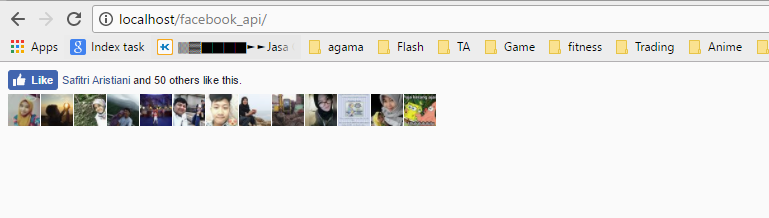 localhost/facebook_api/
Apps Index task Jasa agama Flash TA Game fitness Trading Anime
Like Safitri Aristiani and 50 others like this.